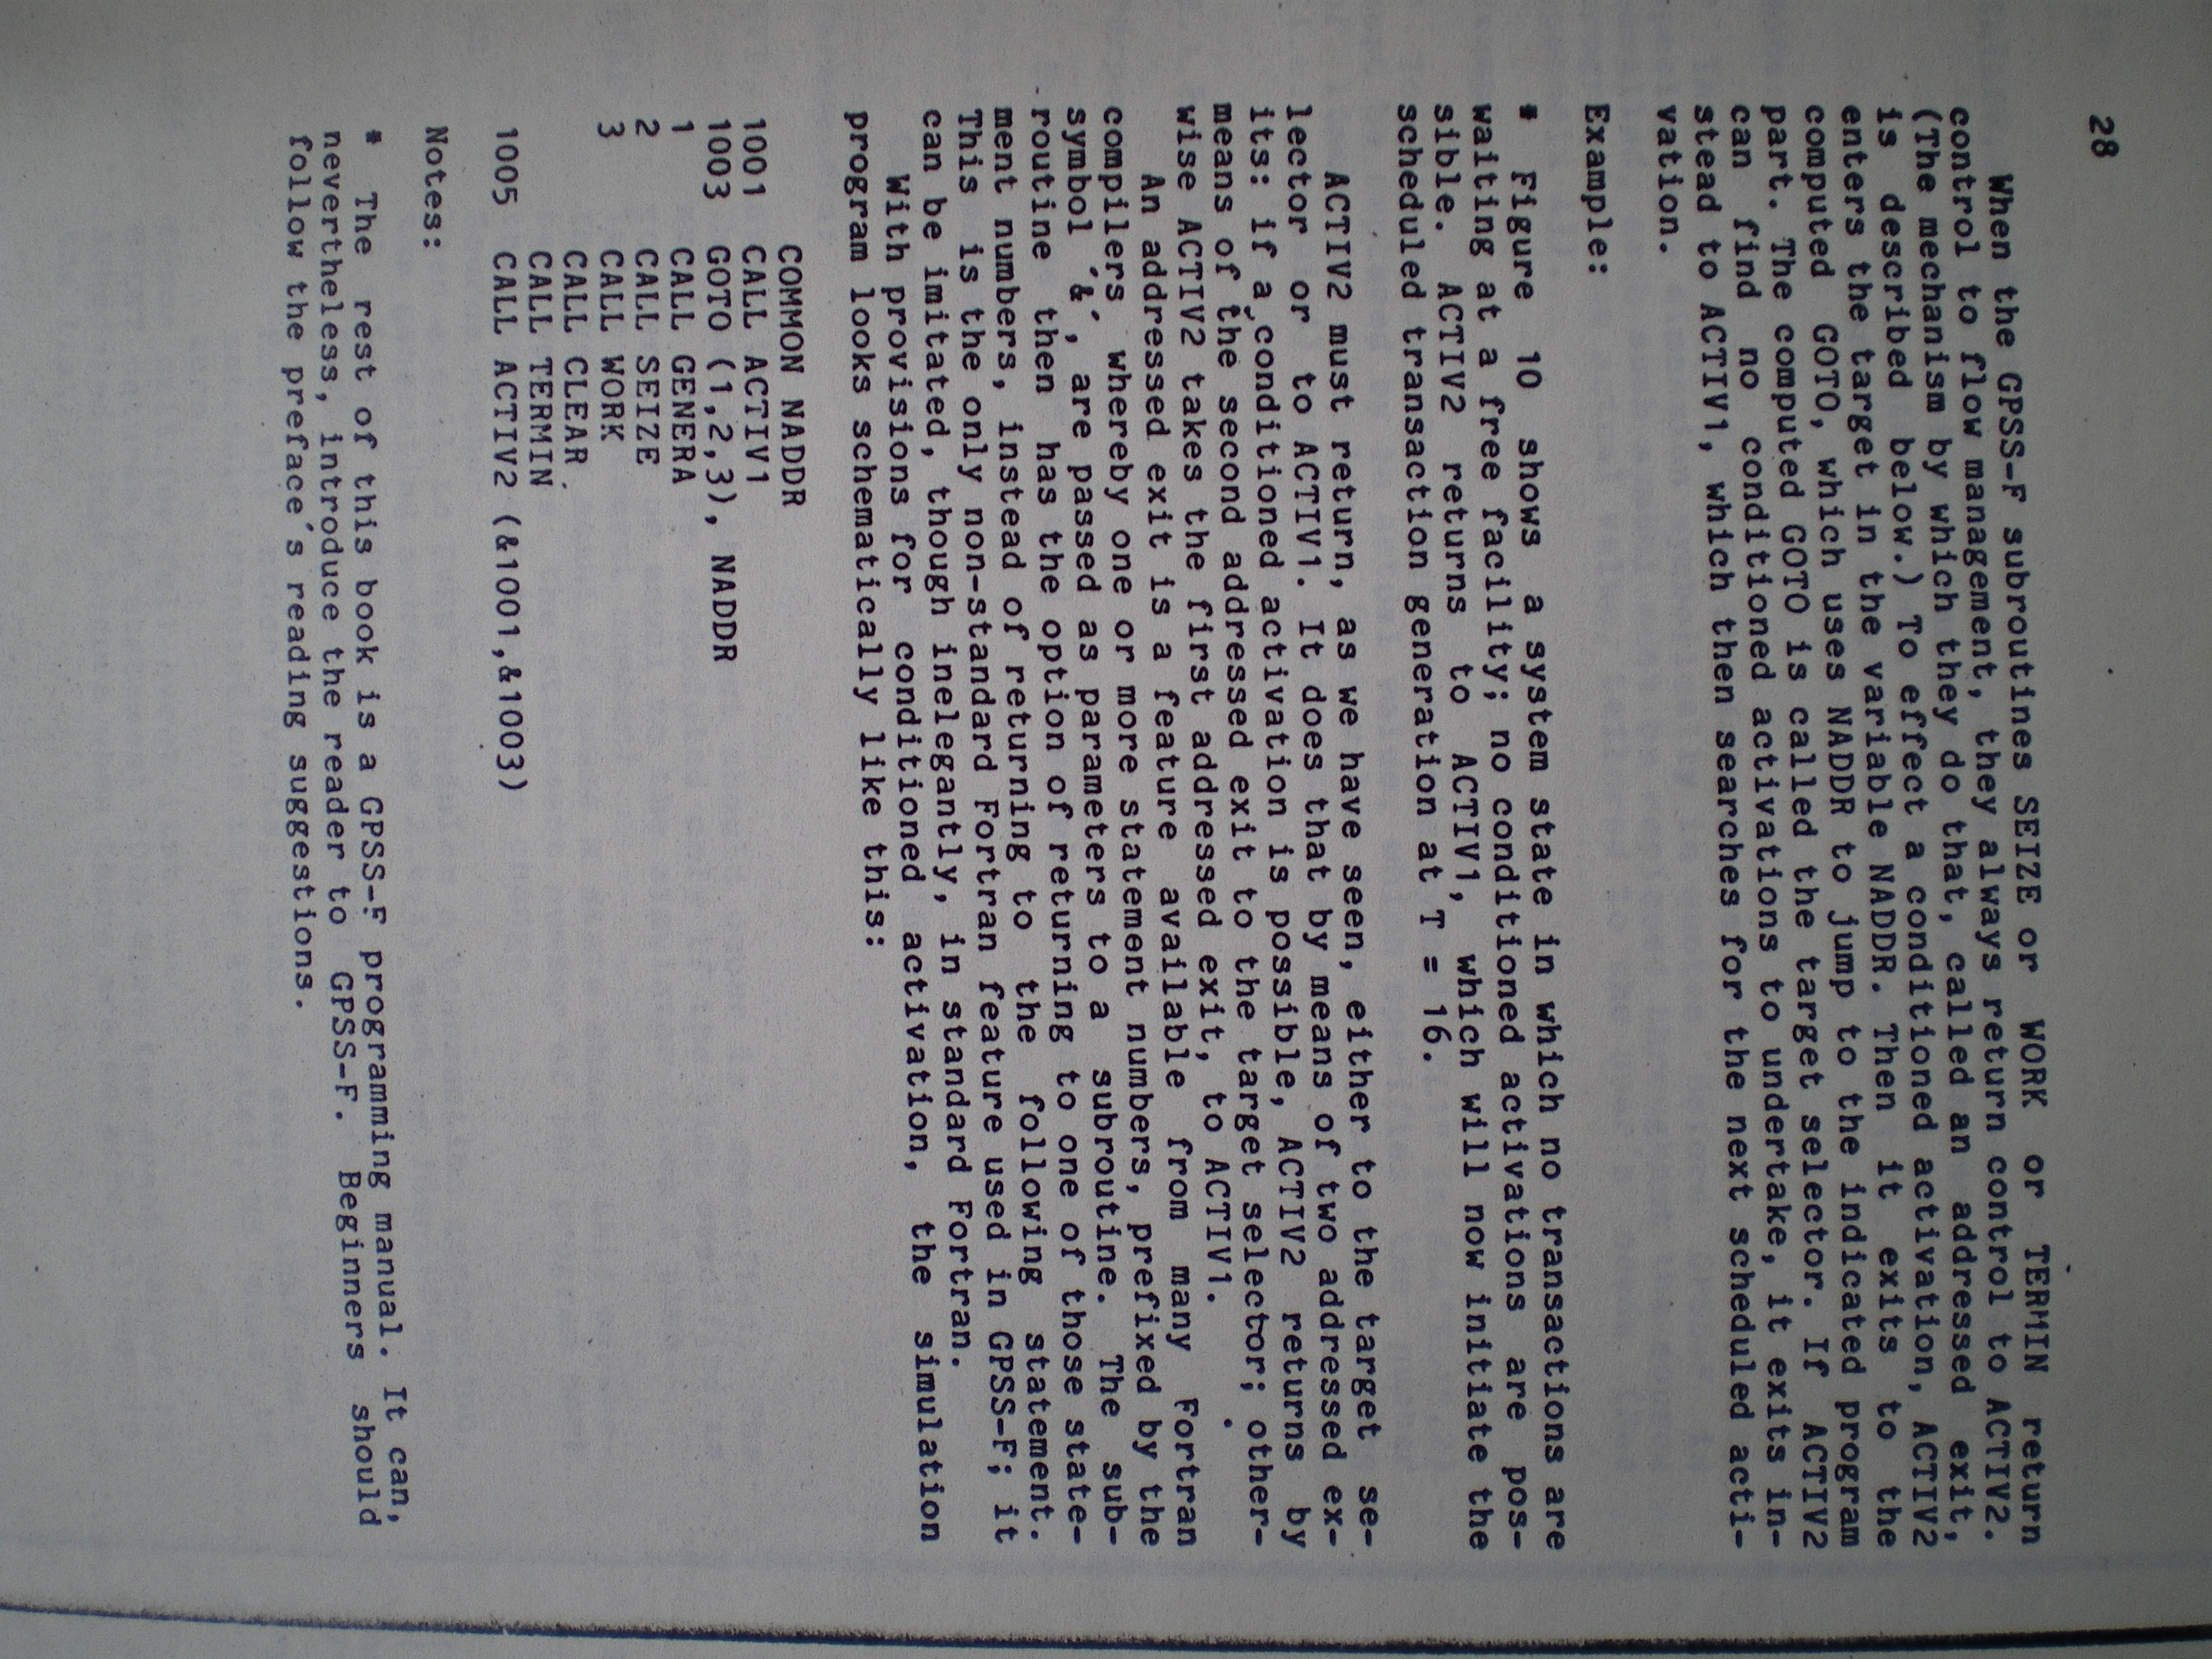 28
When the GPSS-F subroutines SEIZE or WORK or TERMIN return
control to flow management, they always return control to ACTIV2.
(The mechanism by which they do that, called an addressed exit,
is described below.) To effect a conditioned activation, ACTIV2
enters the target in the variable NADDR. Then it exits to the
computed GOTO, which uses NADDR to jump to the indicated program
part. The computed GOTO is called the target selector. If ACTIV2
can find no conditioned activations to undertake, it exits in-
stead to ACTIV1, which then searches for the next scheduled acti-
vation.
Example:
* Figure 10 shows a system state in which no transactions are
waiting at a free facility; no conditioned activations are pos-
sible. ACTIV2 returns to ACTIV1, which will now initiate the
scheduled transaction generation at T = 16.
ACTIV2 must return, as we have seen, either to the target se-
lector or to ACTIV1. It does that by means of two addressed ex-
its: if a conditioned activation is possible, ACTIV2 returns by
means of the second addressed exit to the target selector; other-
wise ACTIV2 takes the first addressed exit, to ACTIV1.
An addressed exit is a feature available from many Fortran
compilers whereby one or more statement numbers, prefixed by the
symbol '&', are passed as parameters to a subroutine. The sub-
routine then has the option of returning to one of those state-
ment numbers, instead of returning to the following statement.
This is the only non-standard Fortran feature used in GPSS-F; it
can be imitated, though inelegantly, in standard Fortran.
With provisions for conditioned activation, the simulation
program looks schematically like this:
COMMON NADDR
1001 CALL ACTIV1
1003 GOTO (1,2,3), NADDR
1 CALL GENERA
2 CALL SEIZE
3 CALL WORK
CALL CLEAR
CALL TERMIN
1005 CALL ACTIV2 (&1001,&1003)
Notes:
* The rest of this book is a GPSS-F programming manual. It can,
nevertheless, introduce the reader to GPSS-F. Beginners should
follow the preface's reading suggestions.